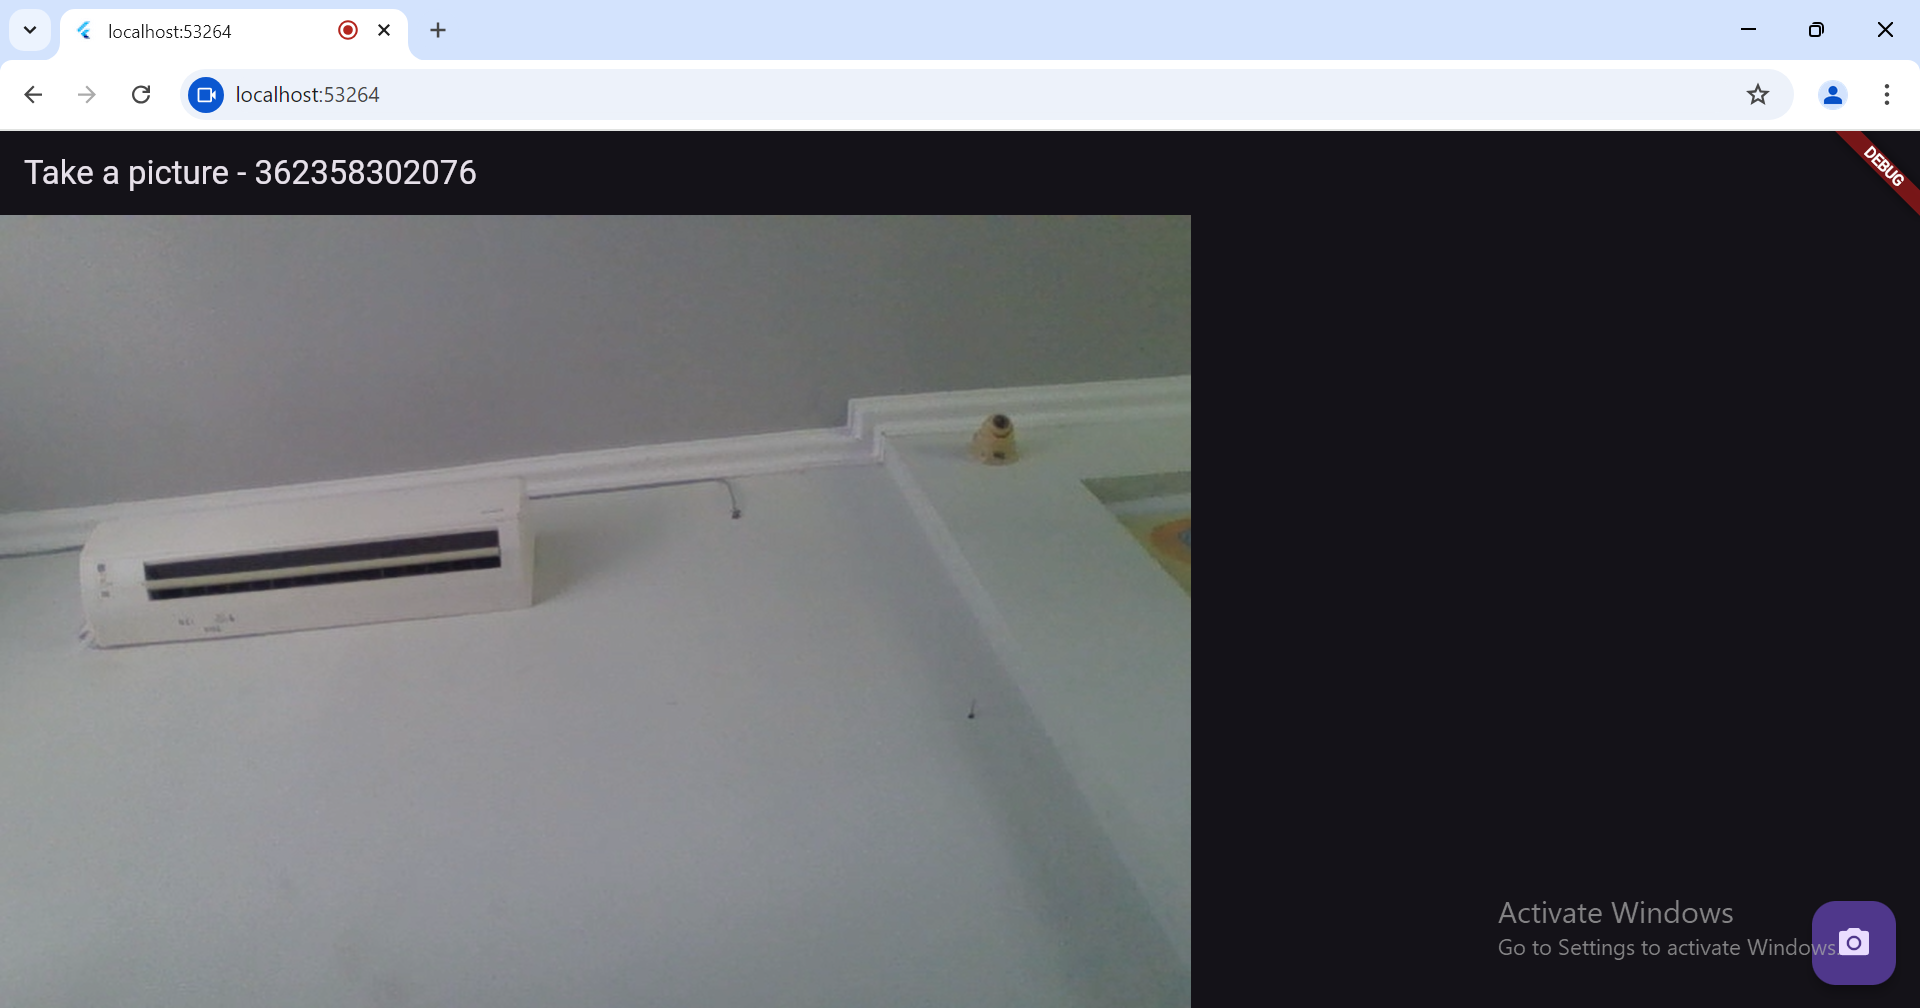 localhost:53264
localhost:53264
Take a picture - 362358302076
DEBUG
Activate Windows
Go to Settings to activate Windows.